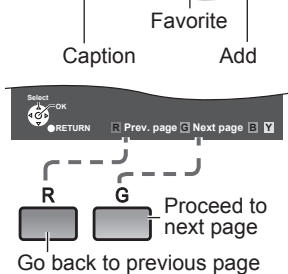 Favorite
Caption Add
Select
OK
RETURN R Prev. page G Next page B Y
R G
Proceed to
next page
Go back to previous page